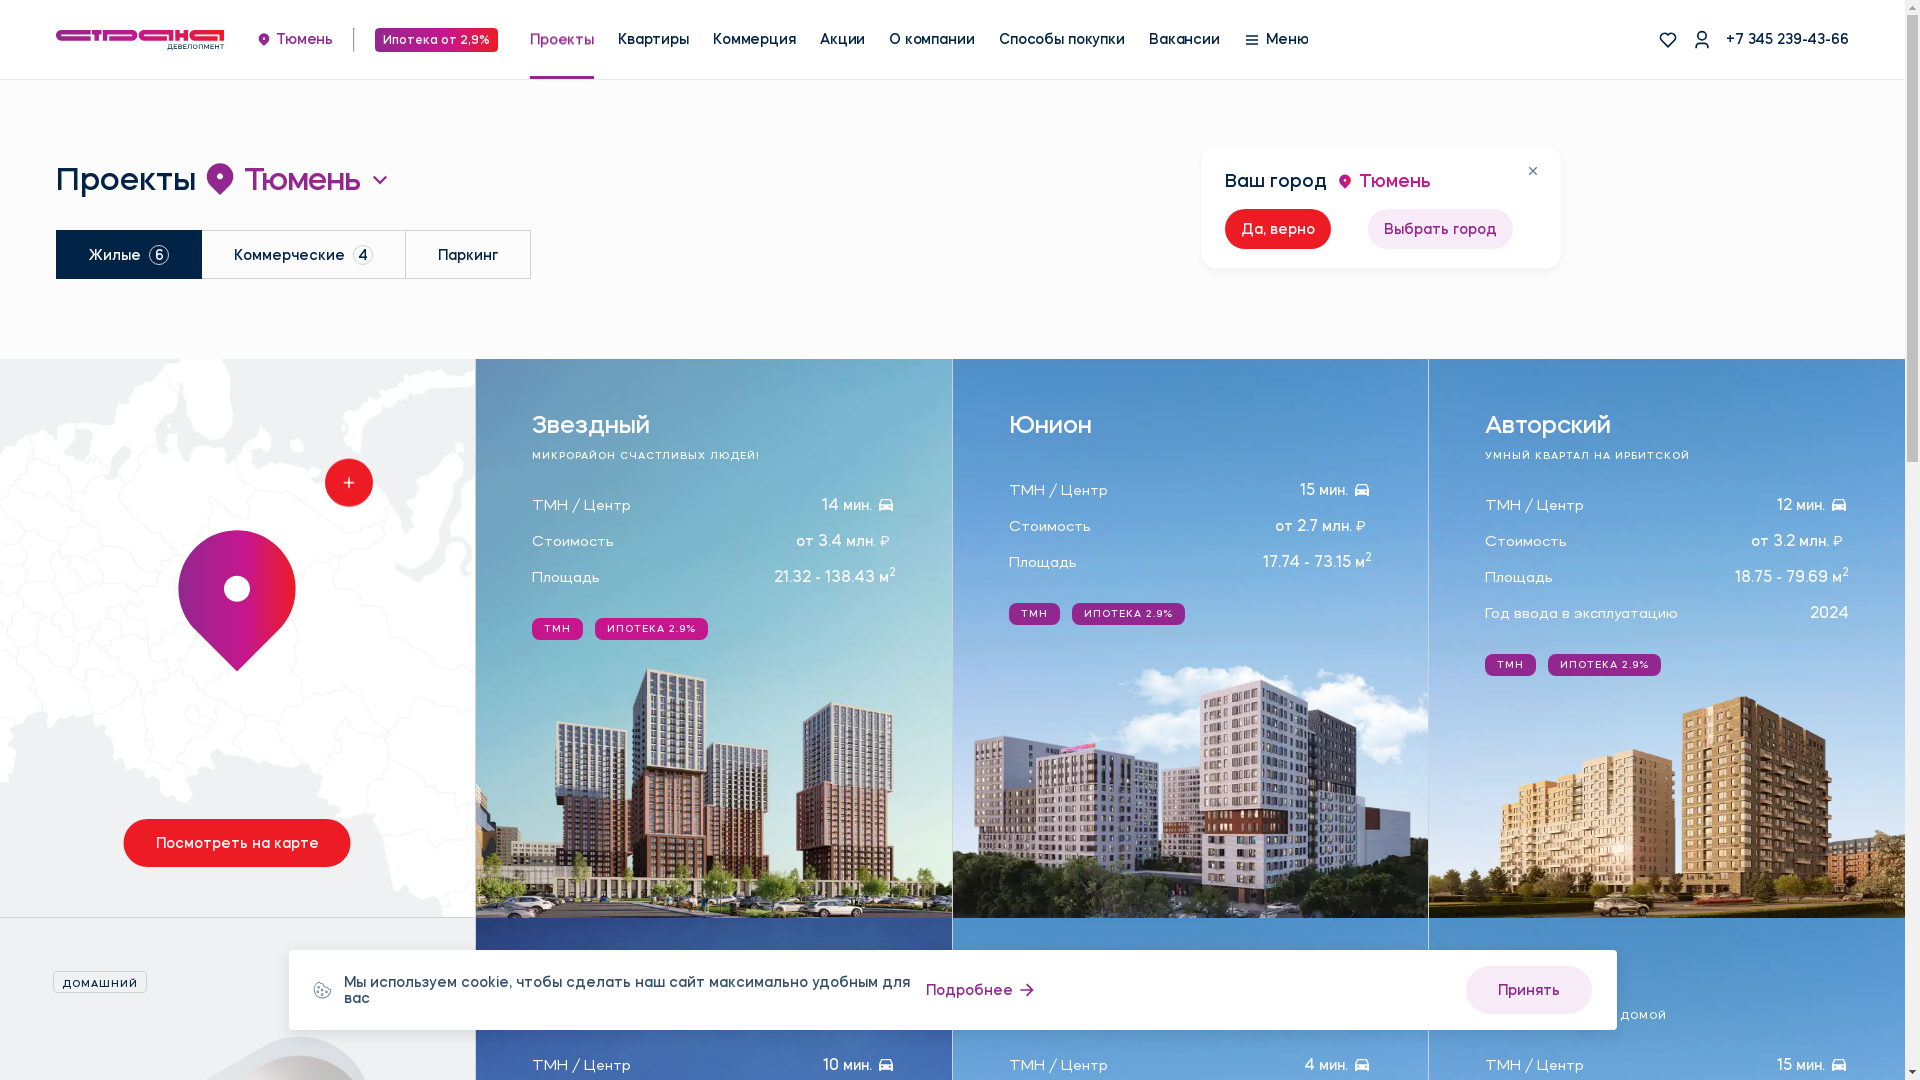 страна
ДЕВЕЛОПМЕНТ
Тюмень
Ипотека от 2,9%
Проекты
Квартиры
Коммерция
Акции
О компании
Способы покупки
Вакансии
Меню
+7 345 239-43-66
Проекты Тюмень
Жилые 6
Коммерческие 4
Паркинг
Ваш город Тюмень
Да, верно
Выбрать город
Посмотреть на карте
Звездный
МИКРОРАЙОН СЧАСТЛИВЫХ ЛЮДЕЙ!
ТМН / Центр 14 мин.
Стоимость от 3.4 млн. ₽
Площадь 21.32 - 138.43 м2
ТМН ИПОТЕКА 2.9%
Юнион
ТМН / Центр 15 мин.
Стоимость от 2.7 млн. ₽
Площадь 17.74 - 73.15 м2
ТМН ИПОТЕКА 2.9%
Авторский
УМНЫЙ КВАРТАЛ НА ИРБИТСКОЙ
ТМН / Центр 12 мин.
Стоимость от 3.2 млн. ₽
Площадь 18.75 - 79.69 м2
Год ввода в эксплуатацию 2024
ТМН ИПОТЕКА 2.9%
ДОМАШНИЙ
Мы используем cookie, чтобы сделать наш сайт максимально удобным для
вас
Подробнее
Принять
ДОМОЙ
ТМН / Центр 10 мин.
ТМН / Центр 4 мин.
ТМН / Центр 15 мин.